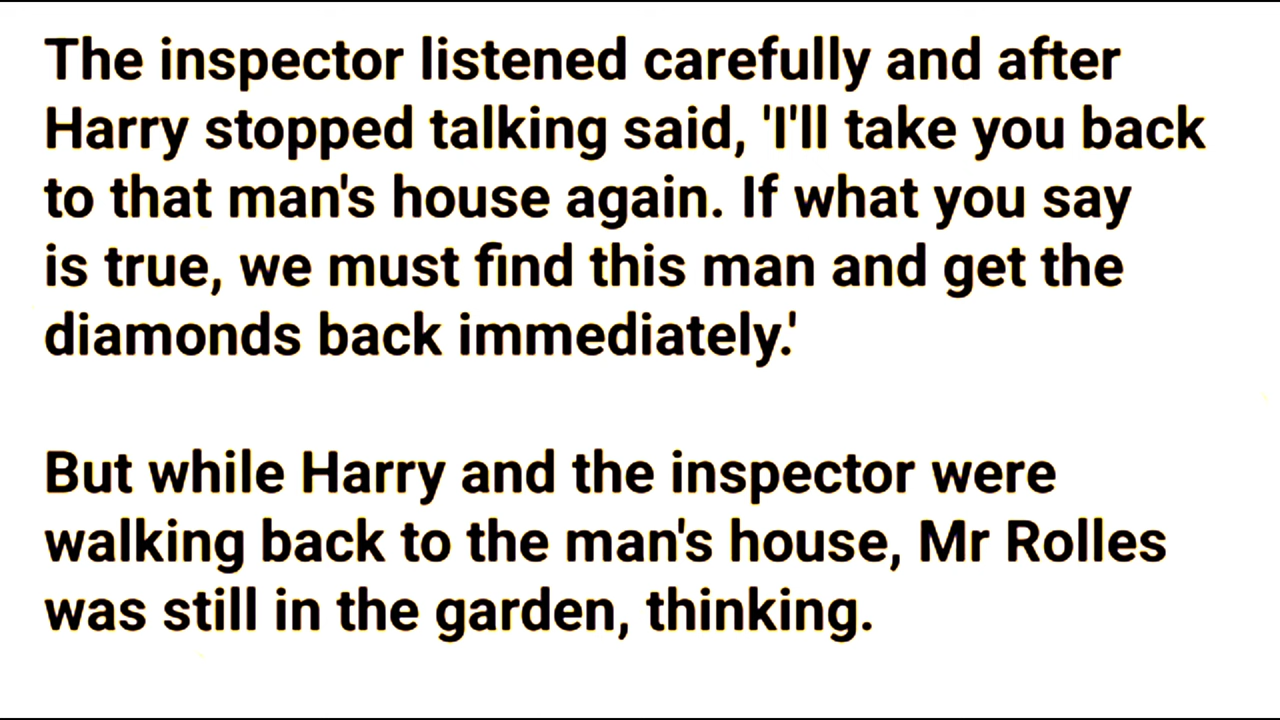 The inspector listened carefully and after
Harry stopped talking said, 'I'll take you back
to that man's house again. If what you say
is true, we must find this man and get the
diamonds back immediately.'
But while Harry and the inspector were
walking back to the man's house, Mr Rolles
was still in the garden, thinking.